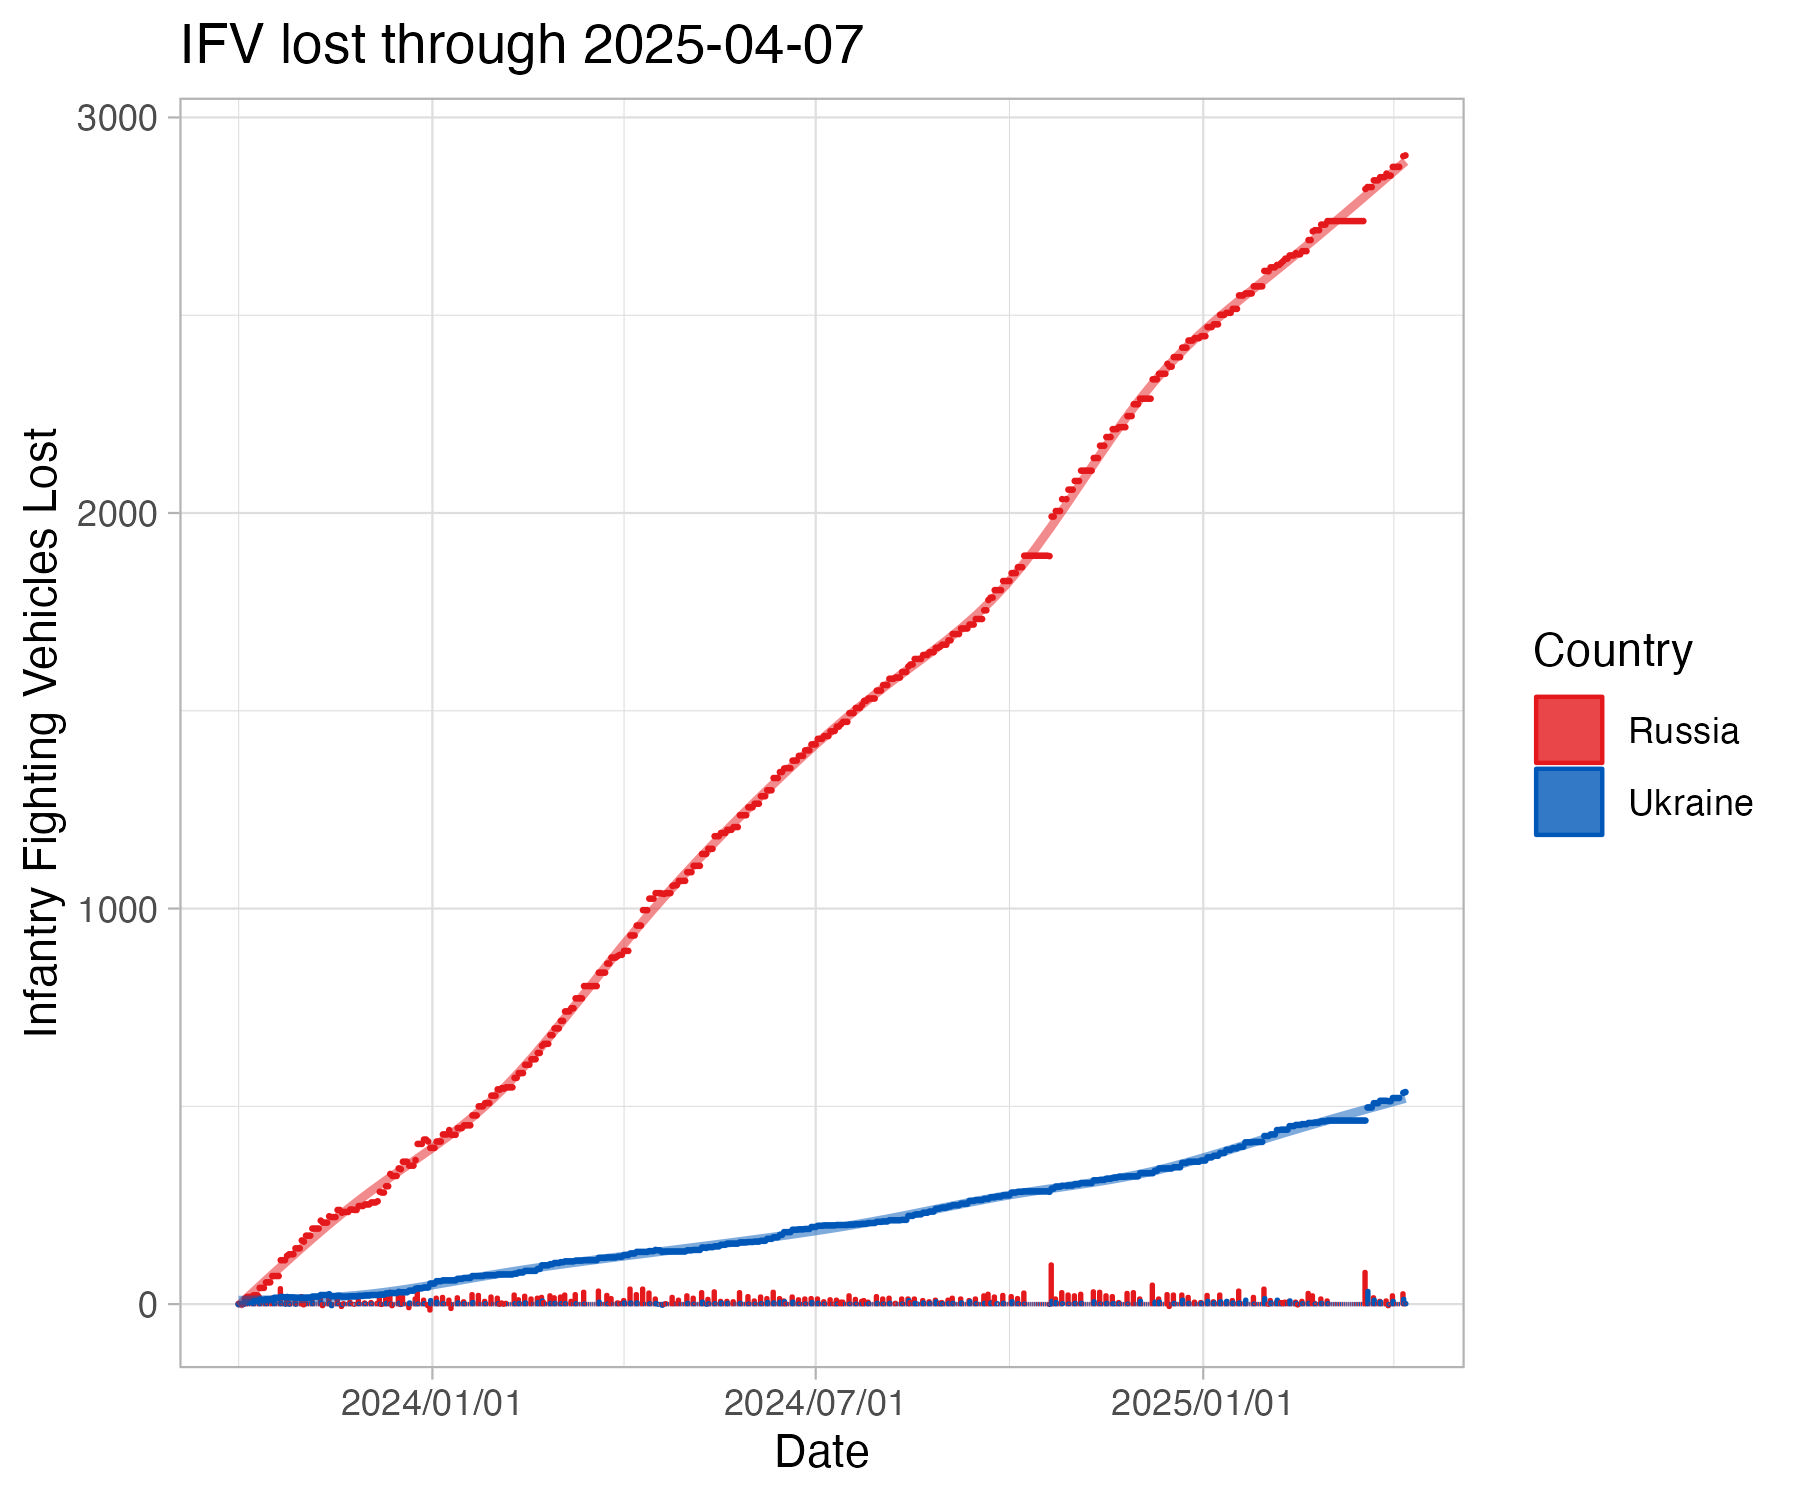 IFV lost through 2025-04-07
Infantry Fighting Vehicles Lost
3000
2000
1000
0
2024/01/01
2024/07/01
2025/01/01
Date
Country
Russia
Ukraine